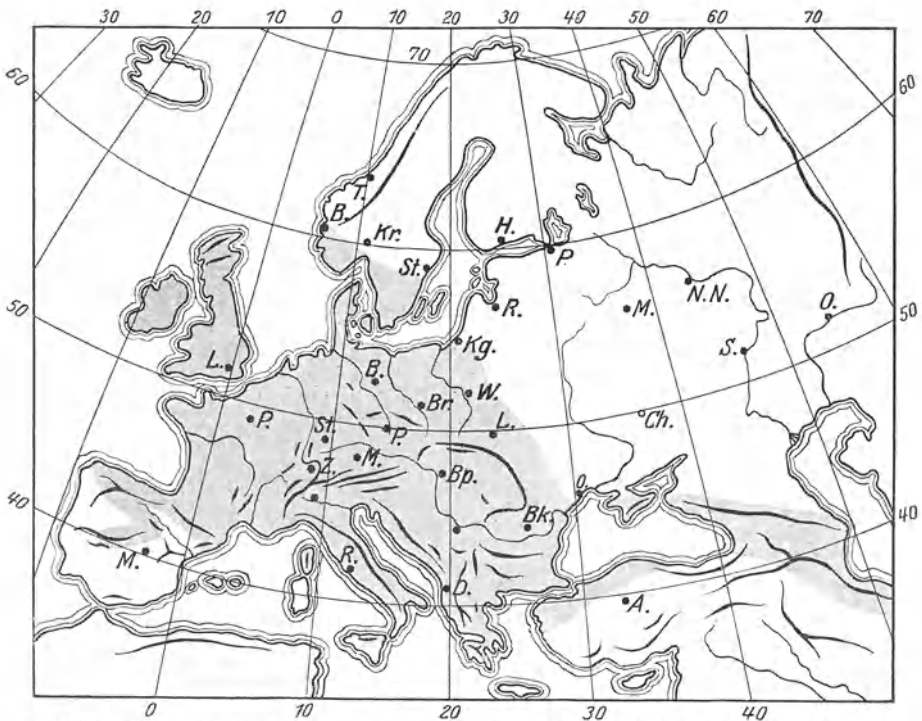 30 20 10 0 10 20 30 40 50 60 70
70
60
60
T.
B.
Kr.
H.
P.
St.
N.N.
50
R.
M.
O.
50
Kg.
S.
L.
B.
W.
Br.
P.
Ch.
St.
P.
L.
Z.
M.
Bp.
40
O.
Bk.
40
M.
R.
D.
A.
0 10 20 30 40